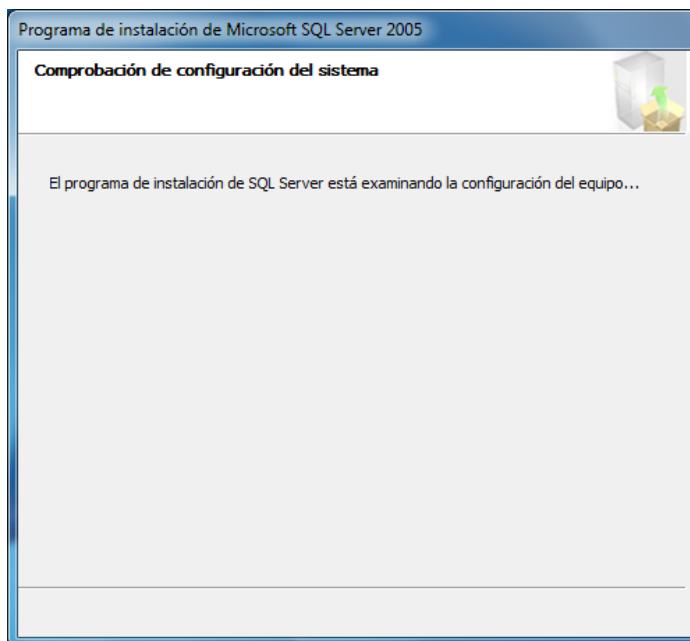 Programa de instalación de Microsoft SQL Server 2005
Comprobación de configuración del sistema
El programa de instalación de SQL Server está examinando la configuración del equipo...